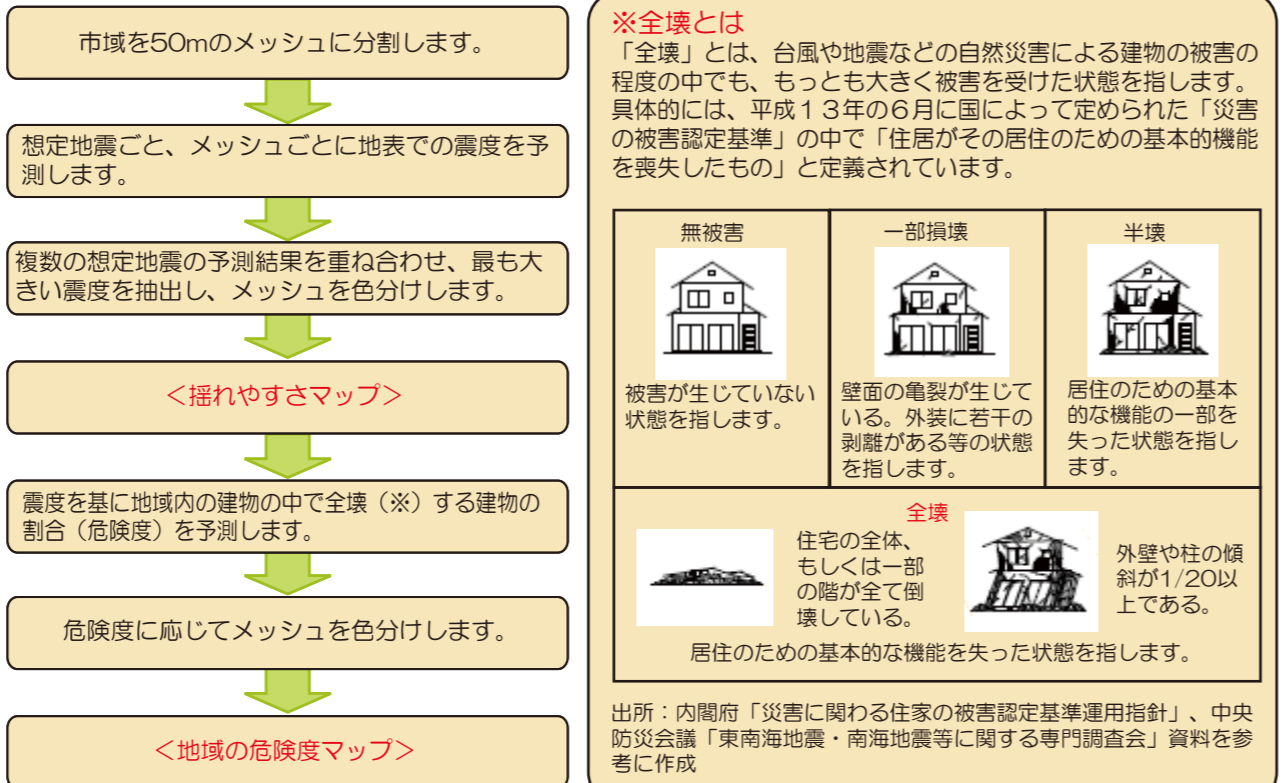 市域を50mのメッシュに分割します。
想定地震ごと、メッシュごとに地表での震度を予
測します。
複数の想定地震の予測結果を重ね合わせ、最も大
きい震度を抽出し、メッシュを色分けします。
＜揺れやすさマップ＞
震度を基に地域内の建物の中で全壊（※）する建物の
割合（危険度）を予測します。
危険度に応じてメッシュを色分けします。
＜地域の危険度マップ＞
※全壊とは
「全壊」とは、台風や地震などの自然災害による建物の被害の
程度の中でも、もっとも大きく被害を受けた状態を指します。
具体的には、平成１３年の６月に国によって定められた「災害
の被害認定基準」の中で「住居がその居住のための基本的機能
を喪失したもの」と定義されています。
無被害
被害が生じていない
状態を指します。
一部損壊
壁面の亀裂が生じて
いる。外装に若干の
剥離がある等の状態
を指します。
半壊
居住のための基本
的な機能の一部を
失った状態を指し
ます。
全壊
住宅の全体、
もしくは一部
の階が全て倒
壊している。
外壁や柱の傾
斜が1/20以
上である。
居住のための基本的な機能を失った状態を指します。
出所：内閣府「災害に関わる住家の被害認定基準運用指針」、中央
防災会議「東南海地震・南海地震等に関する専門調査会」資料を参
考に作成